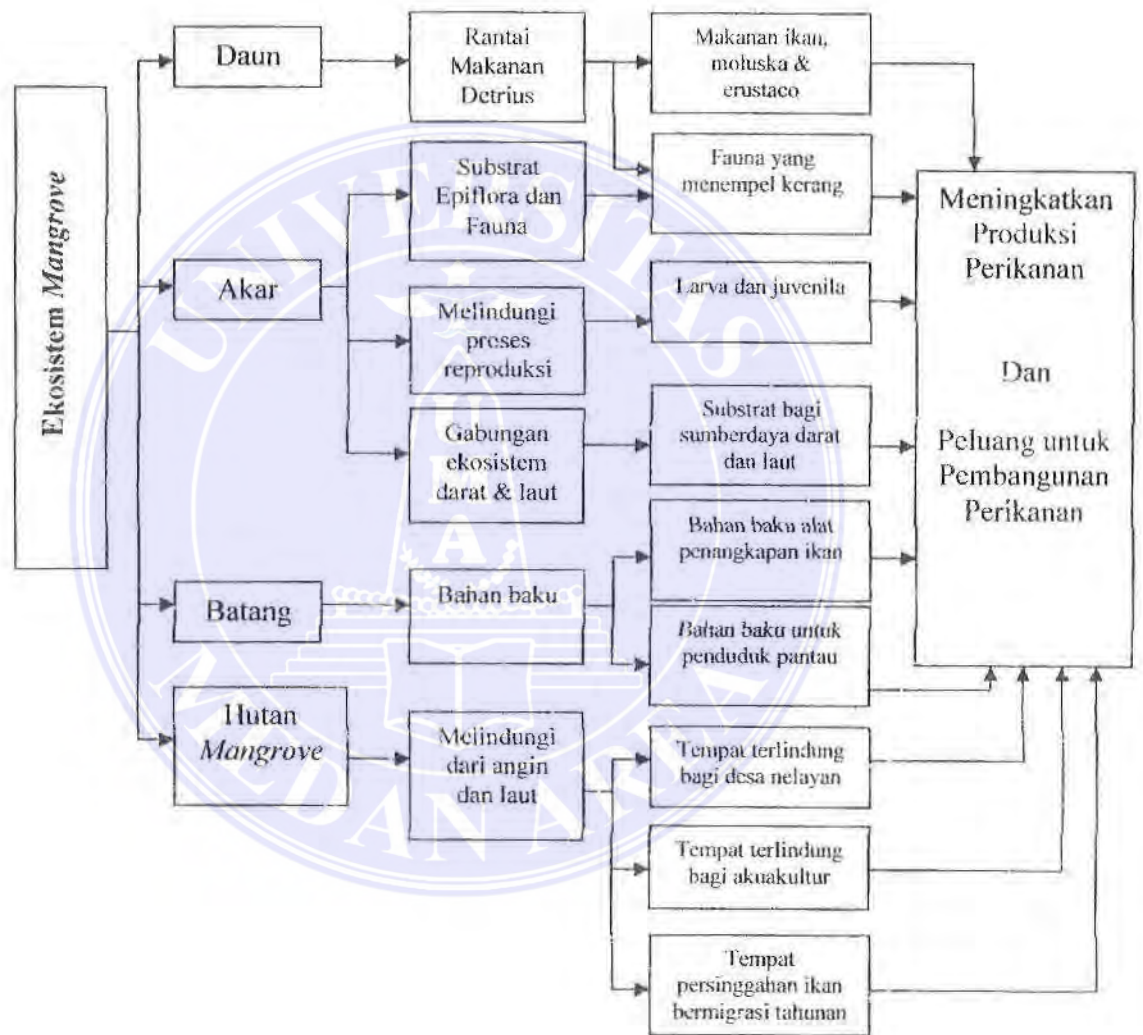 Ekosistem Mangrove
Daun
Akar
Batang
Hutan
Mangrove
Rantai
Makanan
Detrius
Substrat
Epiflora dan
Fauna
Melindungi
proses
reproduksi
Gabungan
ekosistem
darat & laut
Bahan baku
Melindungi
dari angin
dan laut
Makanan ikan,
moluska &
erustaco
Fauna yang
menempel kerang
Larva dan juvenila
Substrat bagi
sumberdaya darat
dan laut
Bahan baku alat
penangkapan ikan
Bahan baku untuk
penduduk pantau
Tempat terlindung
bagi desa nelayan
Tempat terlindung
bagi akuakultur
Tempat
persinggahan ikan
bermigrasi tahunan
Meningkatkan
Produksi
Perikanan
Dan
Peluang untuk
Pembangunan
Perikanan
UNIVERSITAS
MEDAN AREA
UMA